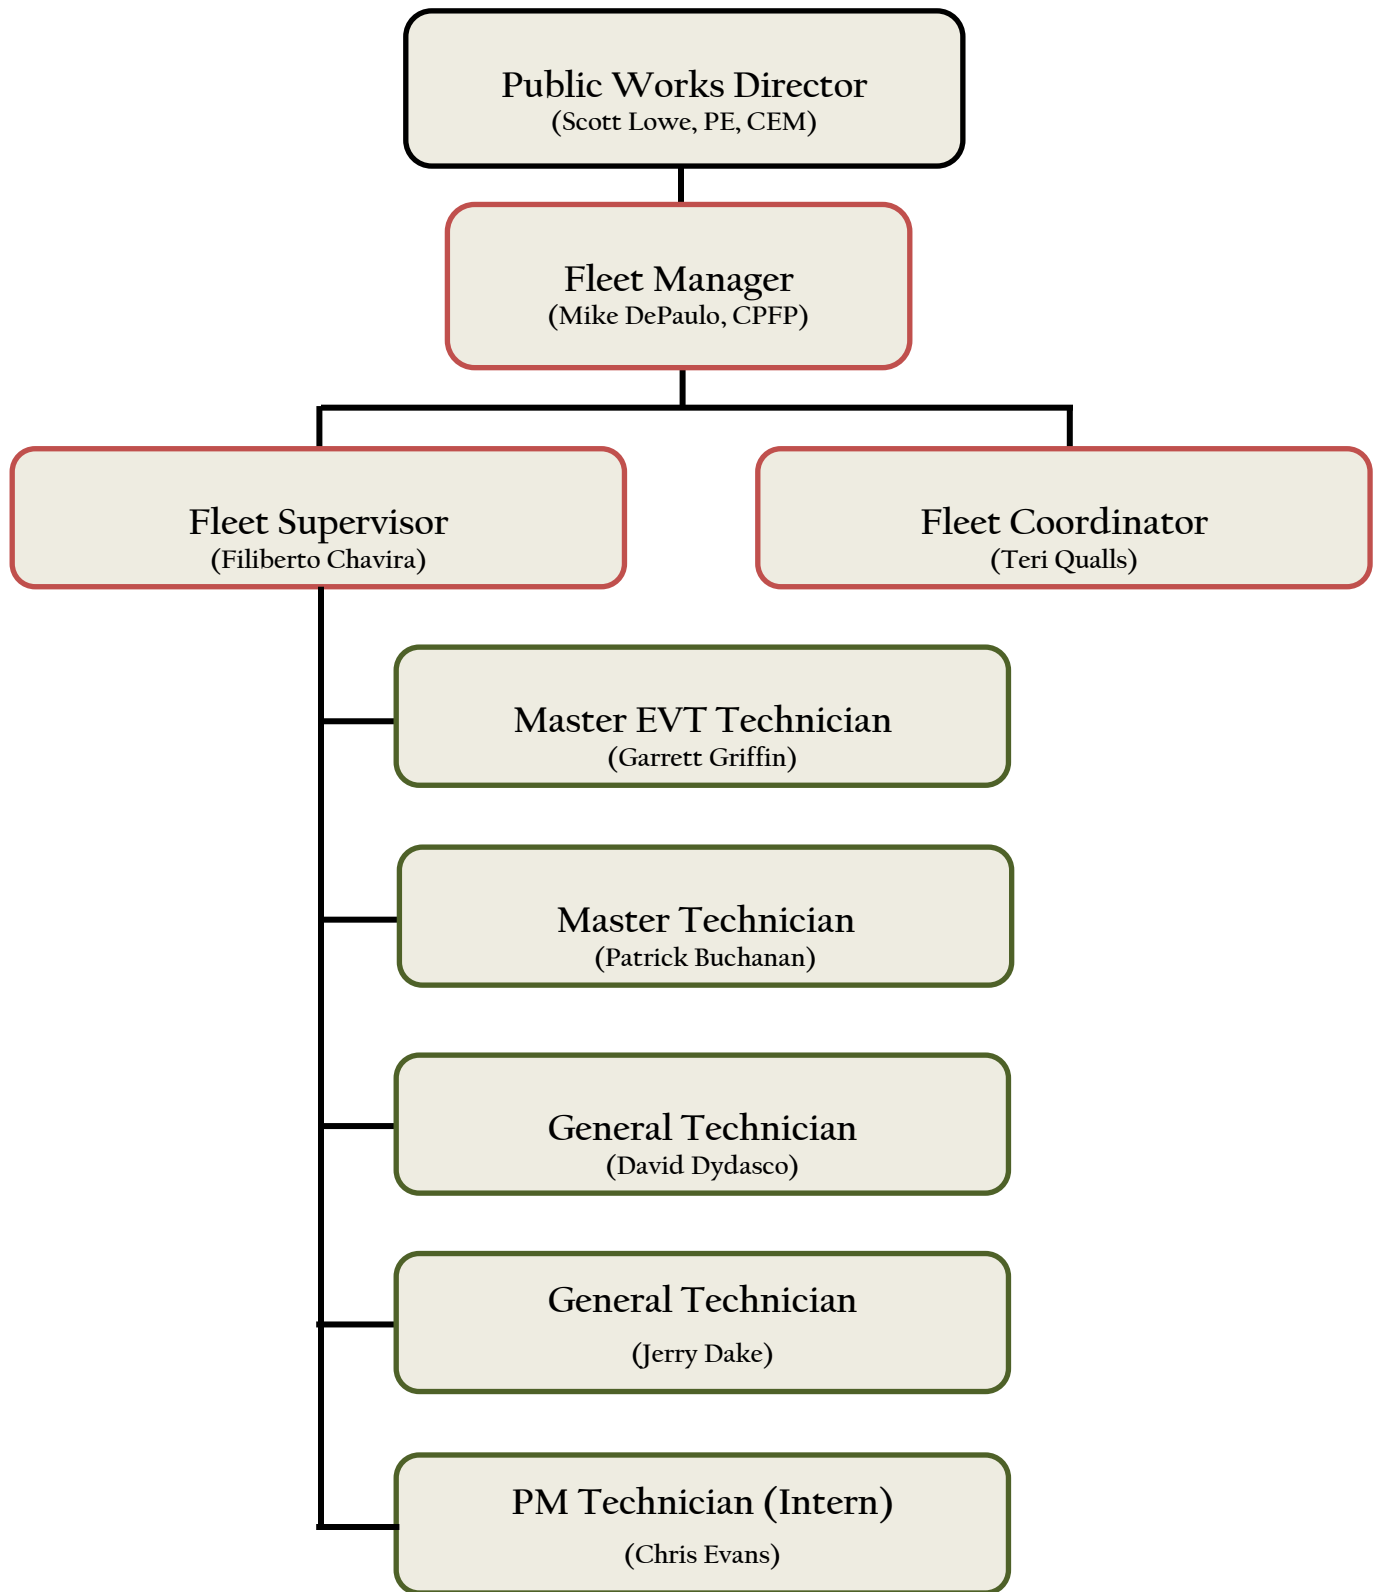 Public Works Director
(Scott Lowe, PE, CEM)
Fleet Manager
(Mike DePaulo, CPFP)
Fleet Supervisor
(Filiberto Chavira)
Fleet Coordinator
(Teri Qualls)
Master EVT Technician
(Garrett Griffin)
Master Technician
(Patrick Buchanan)
General Technician
(David Dydasco)
General Technician
(Jerry Dake)
PM Technician (Intern)
(Chris Evans)